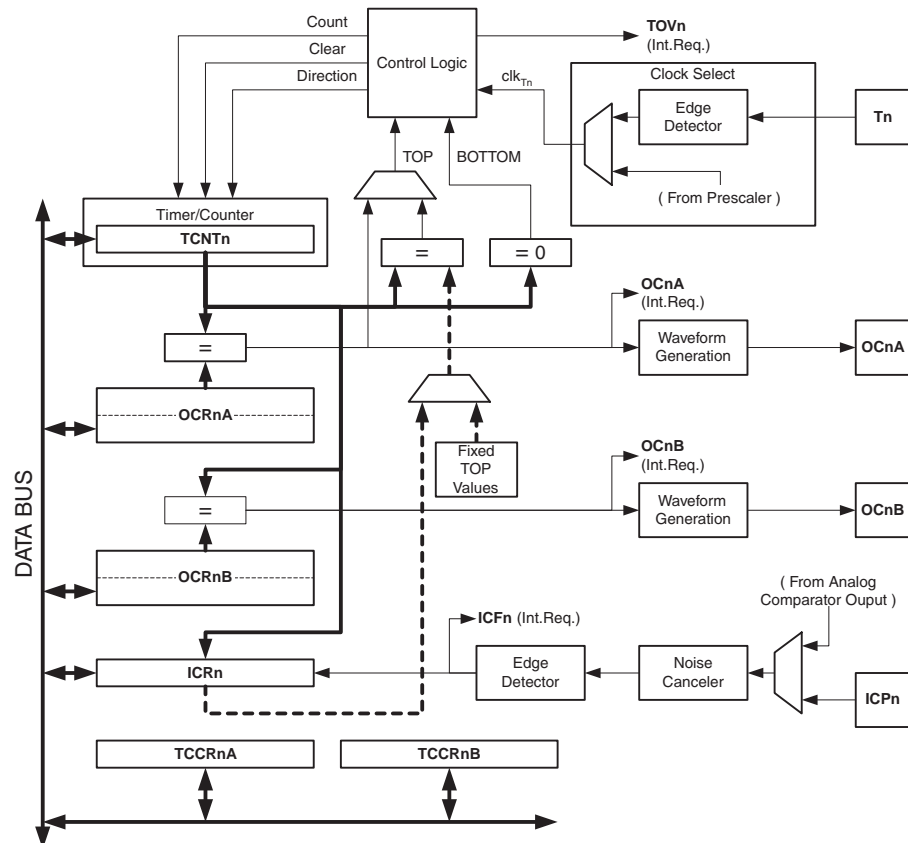 Count
Clear
Direction
Control Logic
TOVn
(Int.Req.)
clkTn
Clock Select
Edge
Detector
Tn
( From Prescaler )
TOP
BOTTOM
Timer/Counter
TCNTn
=
= 0
OCnA
(Int.Req.)
=
Waveform
Generation
OCnA
OCRnA
Fixed
TOP
Values
OCnB
(Int.Req.)
=
Waveform
Generation
OCnB
OCRnB
DATA BUS
( From Analog
Comparator Ouput )
ICFn (Int.Req.)
ICRn
Edge
Detector
Noise
Canceler
ICPn
TCCRnA
TCCRnB